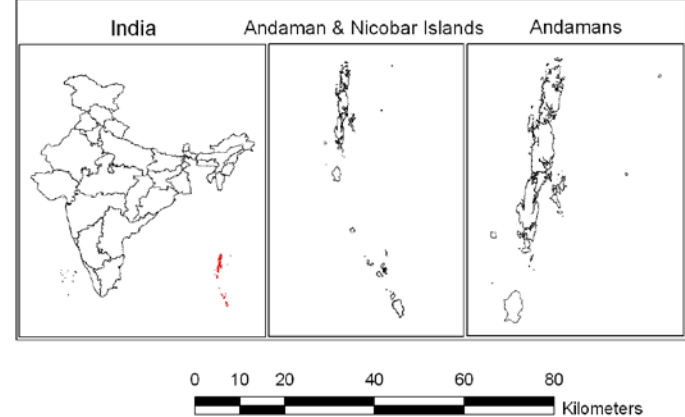 India
Andaman & Nicobar Islands
Andamans
0 10 20 40 60 80
Kilometers